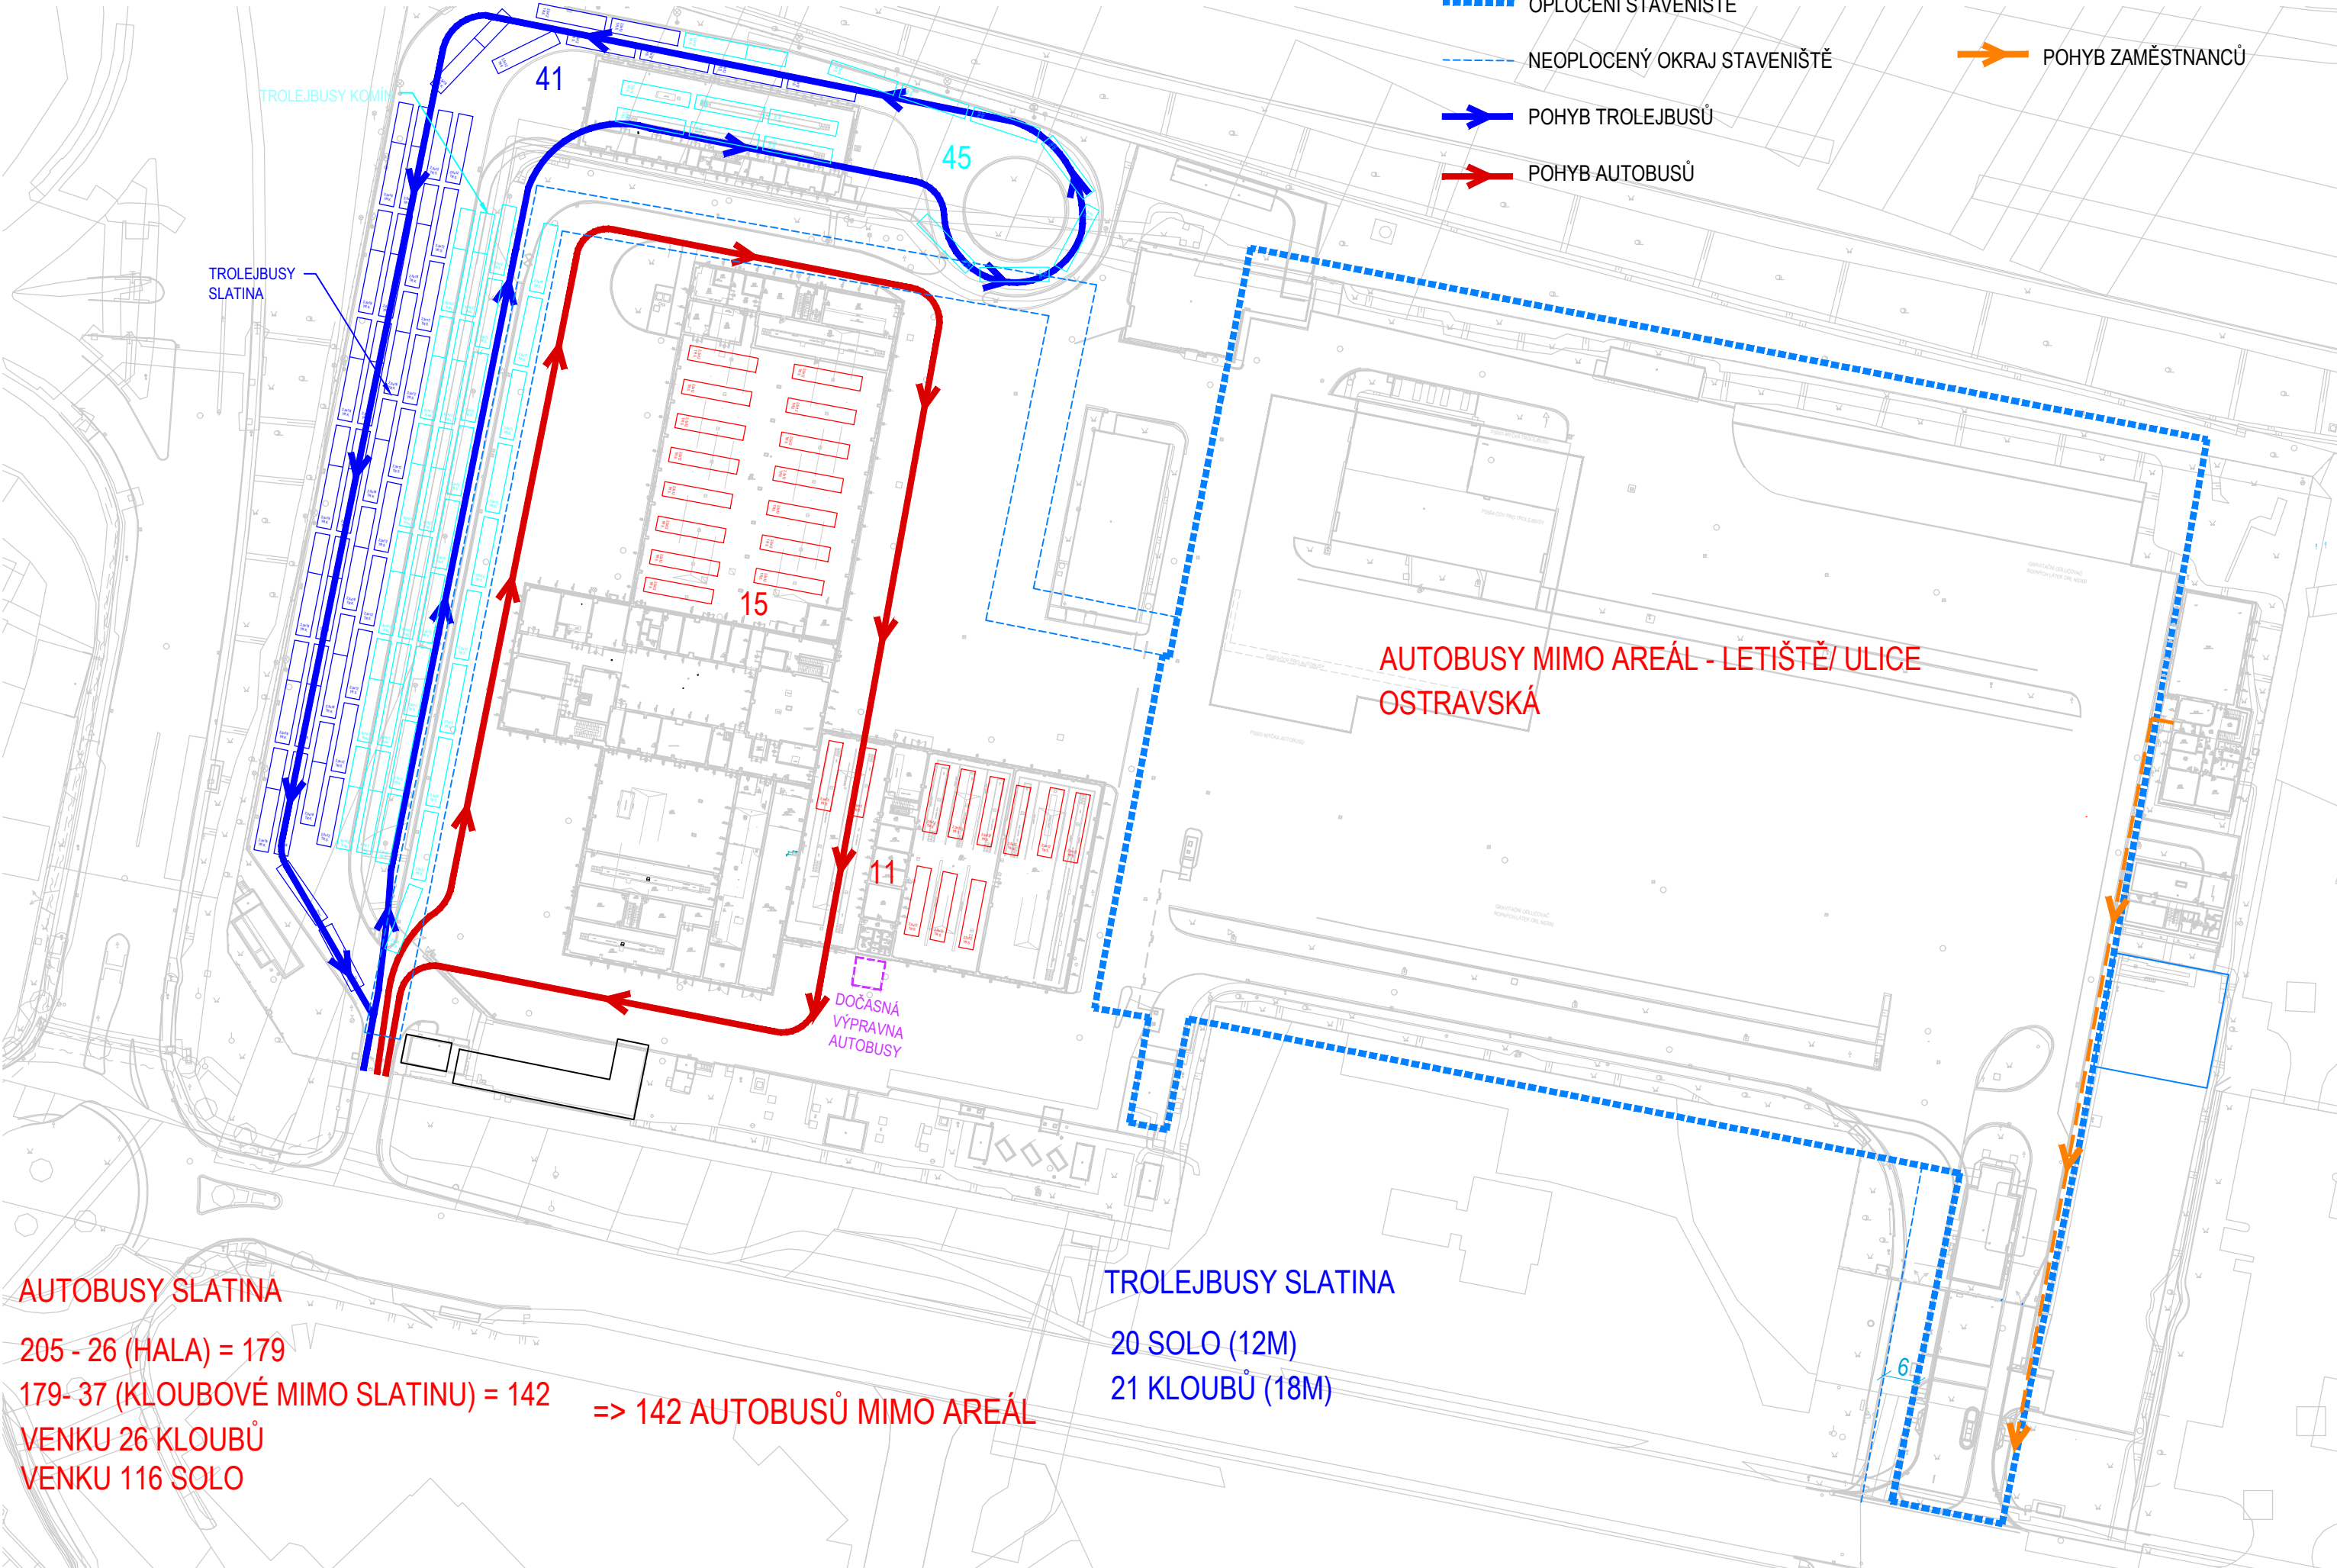 OPLOCENÍ STAVENIŠTĚ
NEOPLOCENÝ OKRAJ STAVENIŠTĚ
POHYB ZAMĚSTNANCŮ
POHYB TROLEJBUSŮ
POHYB AUTOBUSŮ
41
TROLEJBUSY KOMÍN
45
TROLEJBUSY
SLATINA
15
AUTOBUSY MIMO AREÁL - LETIŠTĚ/ ULICE
OSTRAVSKÁ
11
DOČASNÁ
VÝPRAVNA
AUTOBUSY
AUTOBUSY SLATINA
205 - 26 (HALA) = 179
179- 37 (KLOUBOVÉ MIMO SLATINU) = 142
=> 142 AUTOBUSŮ MIMO AREÁL
VENKU 26 KLOUBŮ
VENKU 116 SOLO
TROLEJBUSY SLATINA
20 SOLO (12M)
21 KLOUBŮ (18M)
6